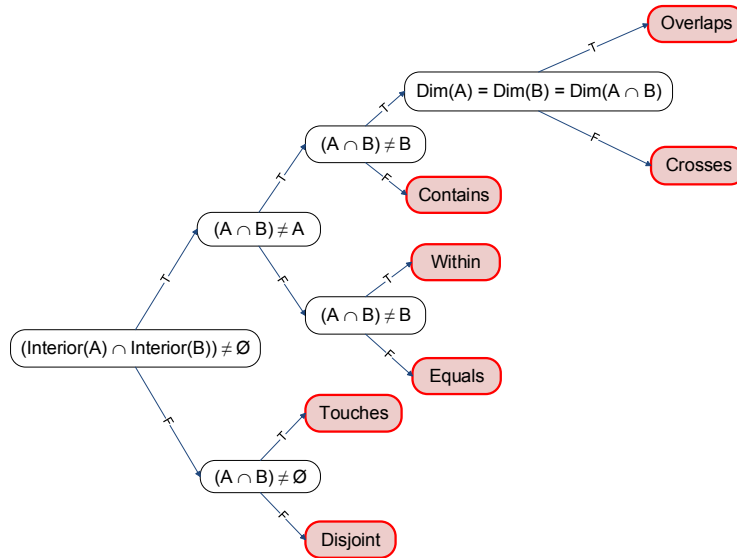 Overlaps
T
Dim(A) = Dim(B) = Dim(A ∩ B)
T
F
(A ∩ B) ≠ B
Crosses
T
F
Contains
(A ∩ B) ≠ A
Within
T
F
T
(A ∩ B) ≠ B
(Interior(A) ∩ Interior(B)) ≠ Ø
F
Equals
F
Touches
T
(A ∩ B) ≠ Ø
F
Disjoint